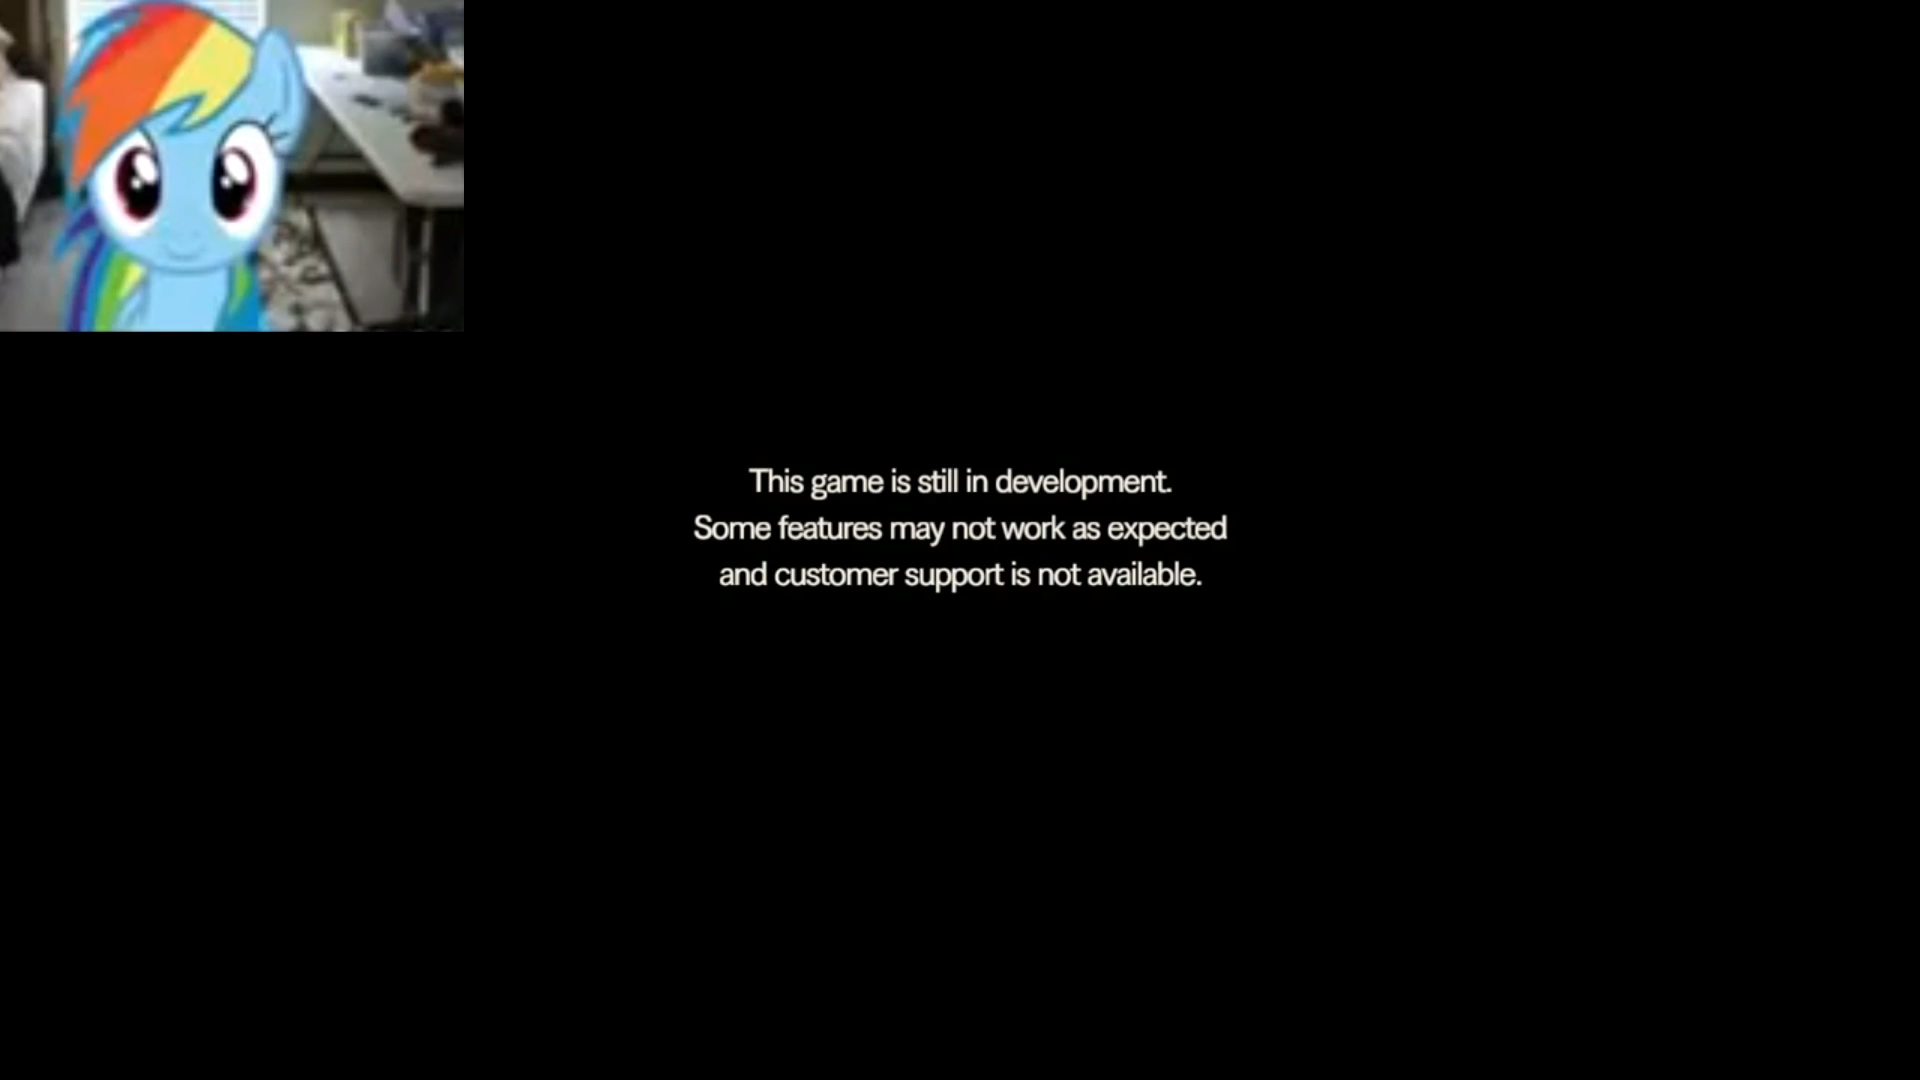 This game is still in development.
Some features may not work as expected
and customer support is not available.